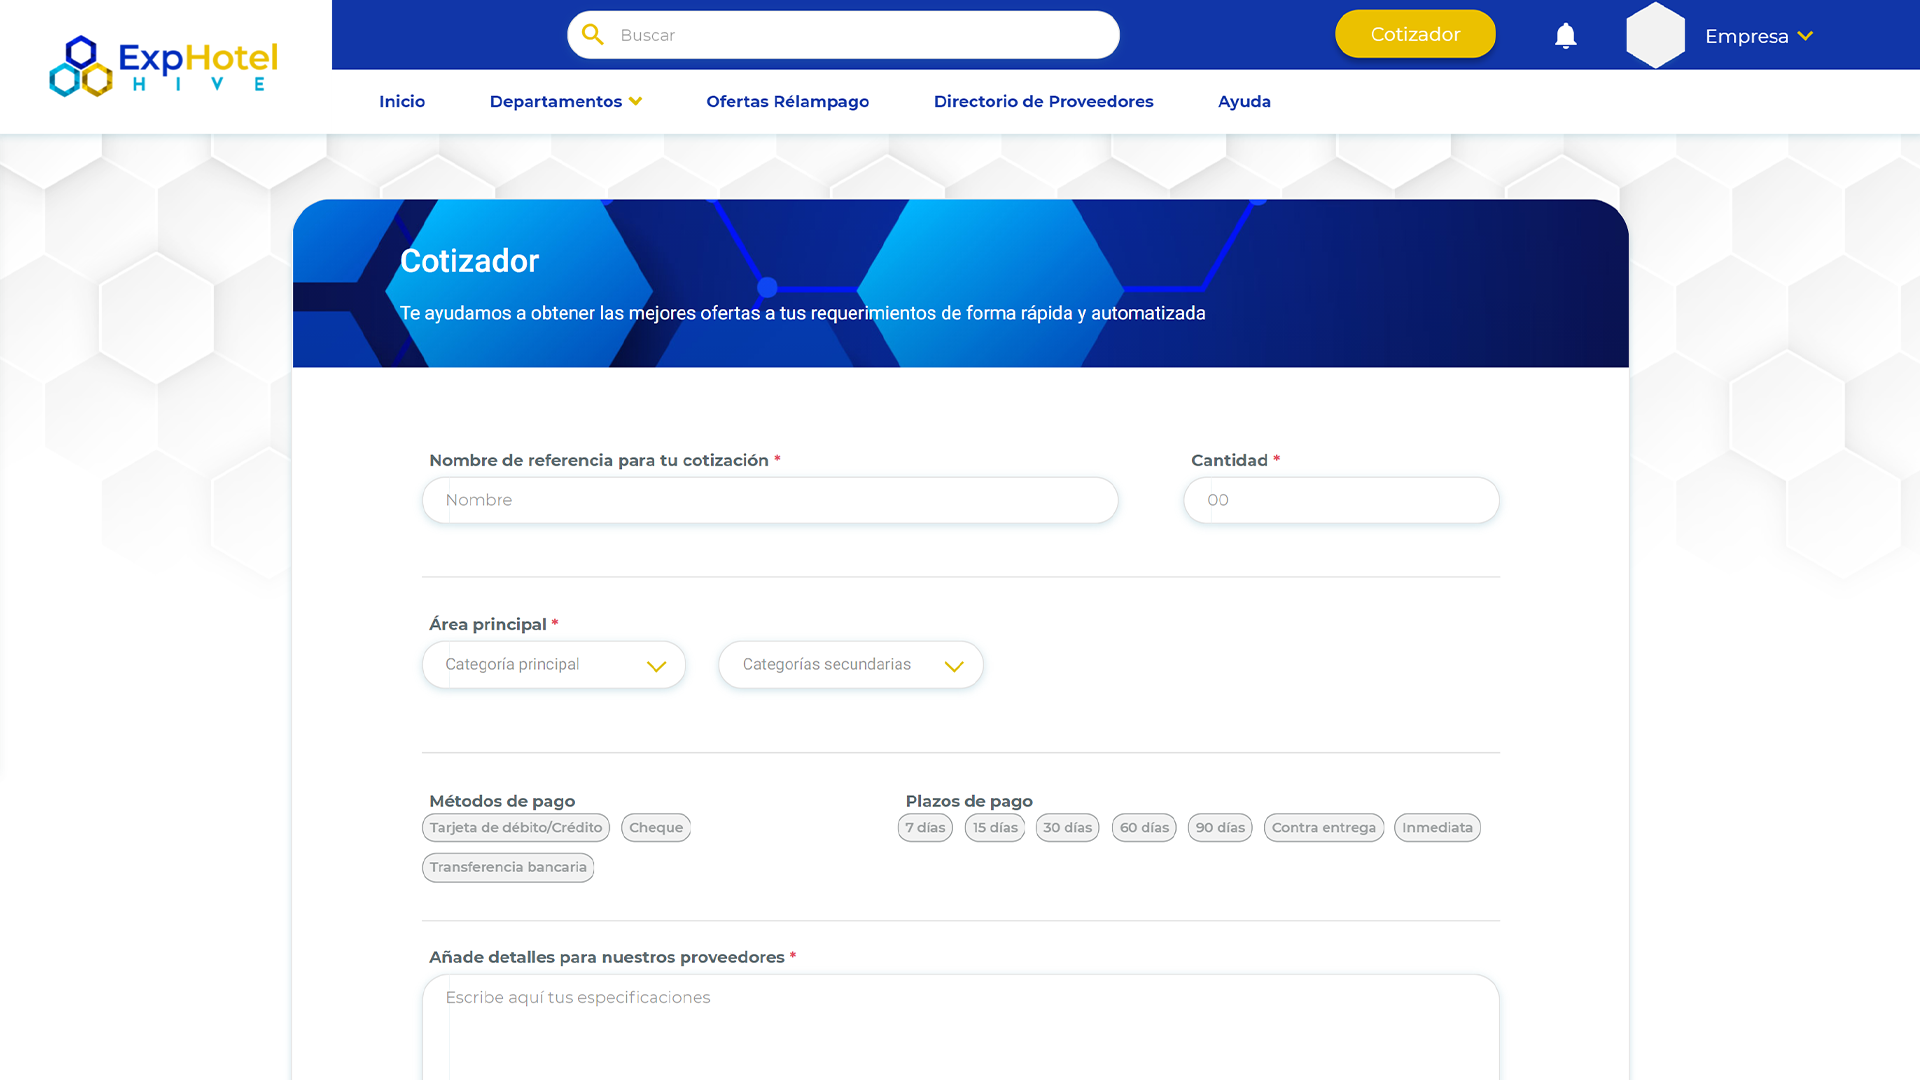 ExpHotel
HIVE
Buscar
Cotizador
Empresa
Inicio
Departamentos
Ofertas Rélampago
Directorio de Proveedores
Ayuda
Cotizador
Te ayudamos a obtener las mejores ofertas a tus requerimientos de forma rápida y automatizada
Nombre de referencia para tu cotización *
Cantidad *
Nombre
00
Área principal *
Categoría principal
Categorías secundarias
Métodos de pago
Plazos de pago
Tarjeta de débito/Crédito
Cheque
7 días
15 días
30 días
60 días
90 días
Contra entrega
Inmediata
Transferencia bancaria
Añade detalles para nuestros proveedores *
Escribe aquí tus especificaciones